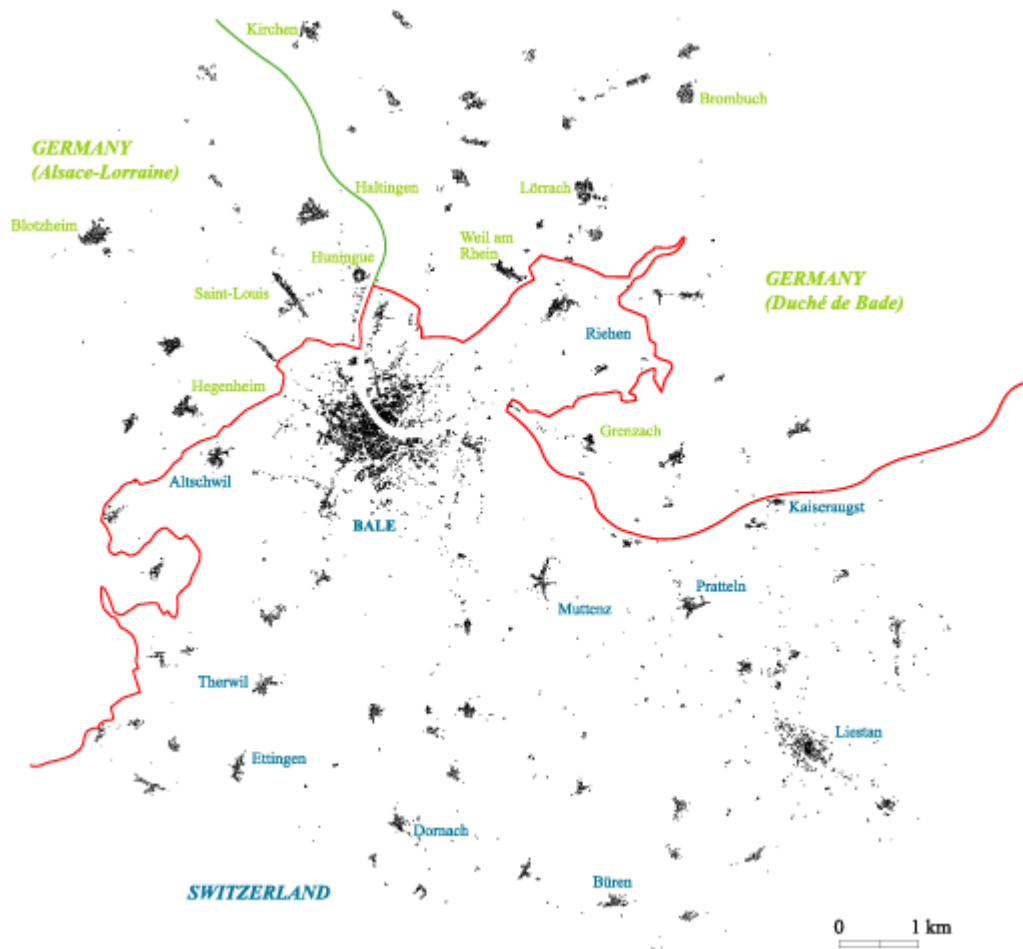 Kirchen
Brombuch
GERMANY
(Alsace-Lorraine)
Haltingen
Lörrach
Blotzheim
Weil am
Rhein
Huningue
Saint-Louis
GERMANY
(Duché de Bade)
Riehen
Hegenheim
Grenzach
Altschwil
Kaiseraugst
BALE
Pratteln
Muttenz
Therwil
Liestan
Ettingen
Dornach
SWITZERLAND
Büren
0 1 km